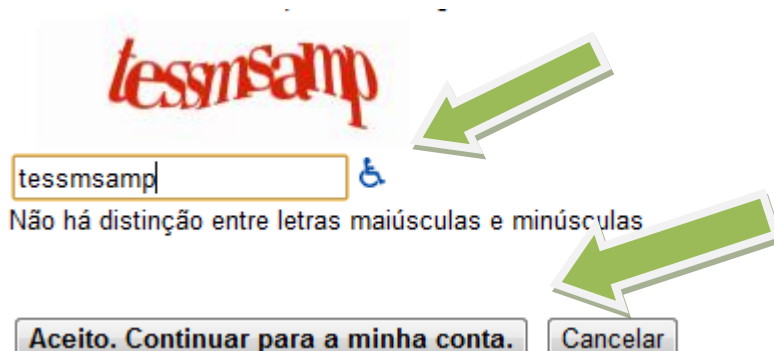 tessmsamp
tessmsamp
Não há distinção entre letras maiúsculas e minúsculas
Aceito. Continuar para a minha conta. Cancelar